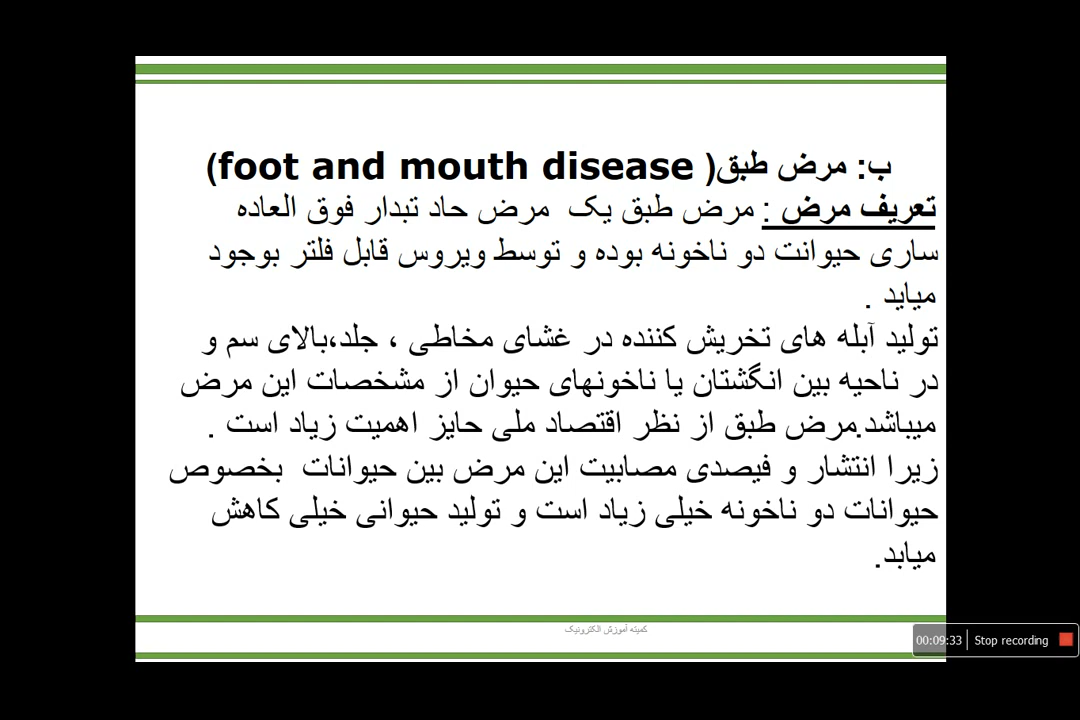 ب: مرض طبق( foot and mouth disease)
تعریف مرض : مرض طبق یک مرض حاد تبدار فوق العاده
ساری حیوانت دو ناخونه بوده و توسط ویروس قابل فلتر بوجود
میاید .
تولید آبله های تخریش کننده در غشای مخاطی ، جلد،بالای سم و
در ناحیه بین انگشتان یا ناخونهای حیوان از مشخصات این مرض
میباشد.مرض طبق از نظر اقتصاد ملی حایز اهمیت زیاد است .
زیرا انتشار و فیصدی مصابیت این مرض بین حیوانات بخصوص
حیوانات دو ناخونه خیلی زیاد است و تولید حیوانی خیلی کاهش
میابد.
کمیته آموزش الکترونیک
00:09:33 Stop recording